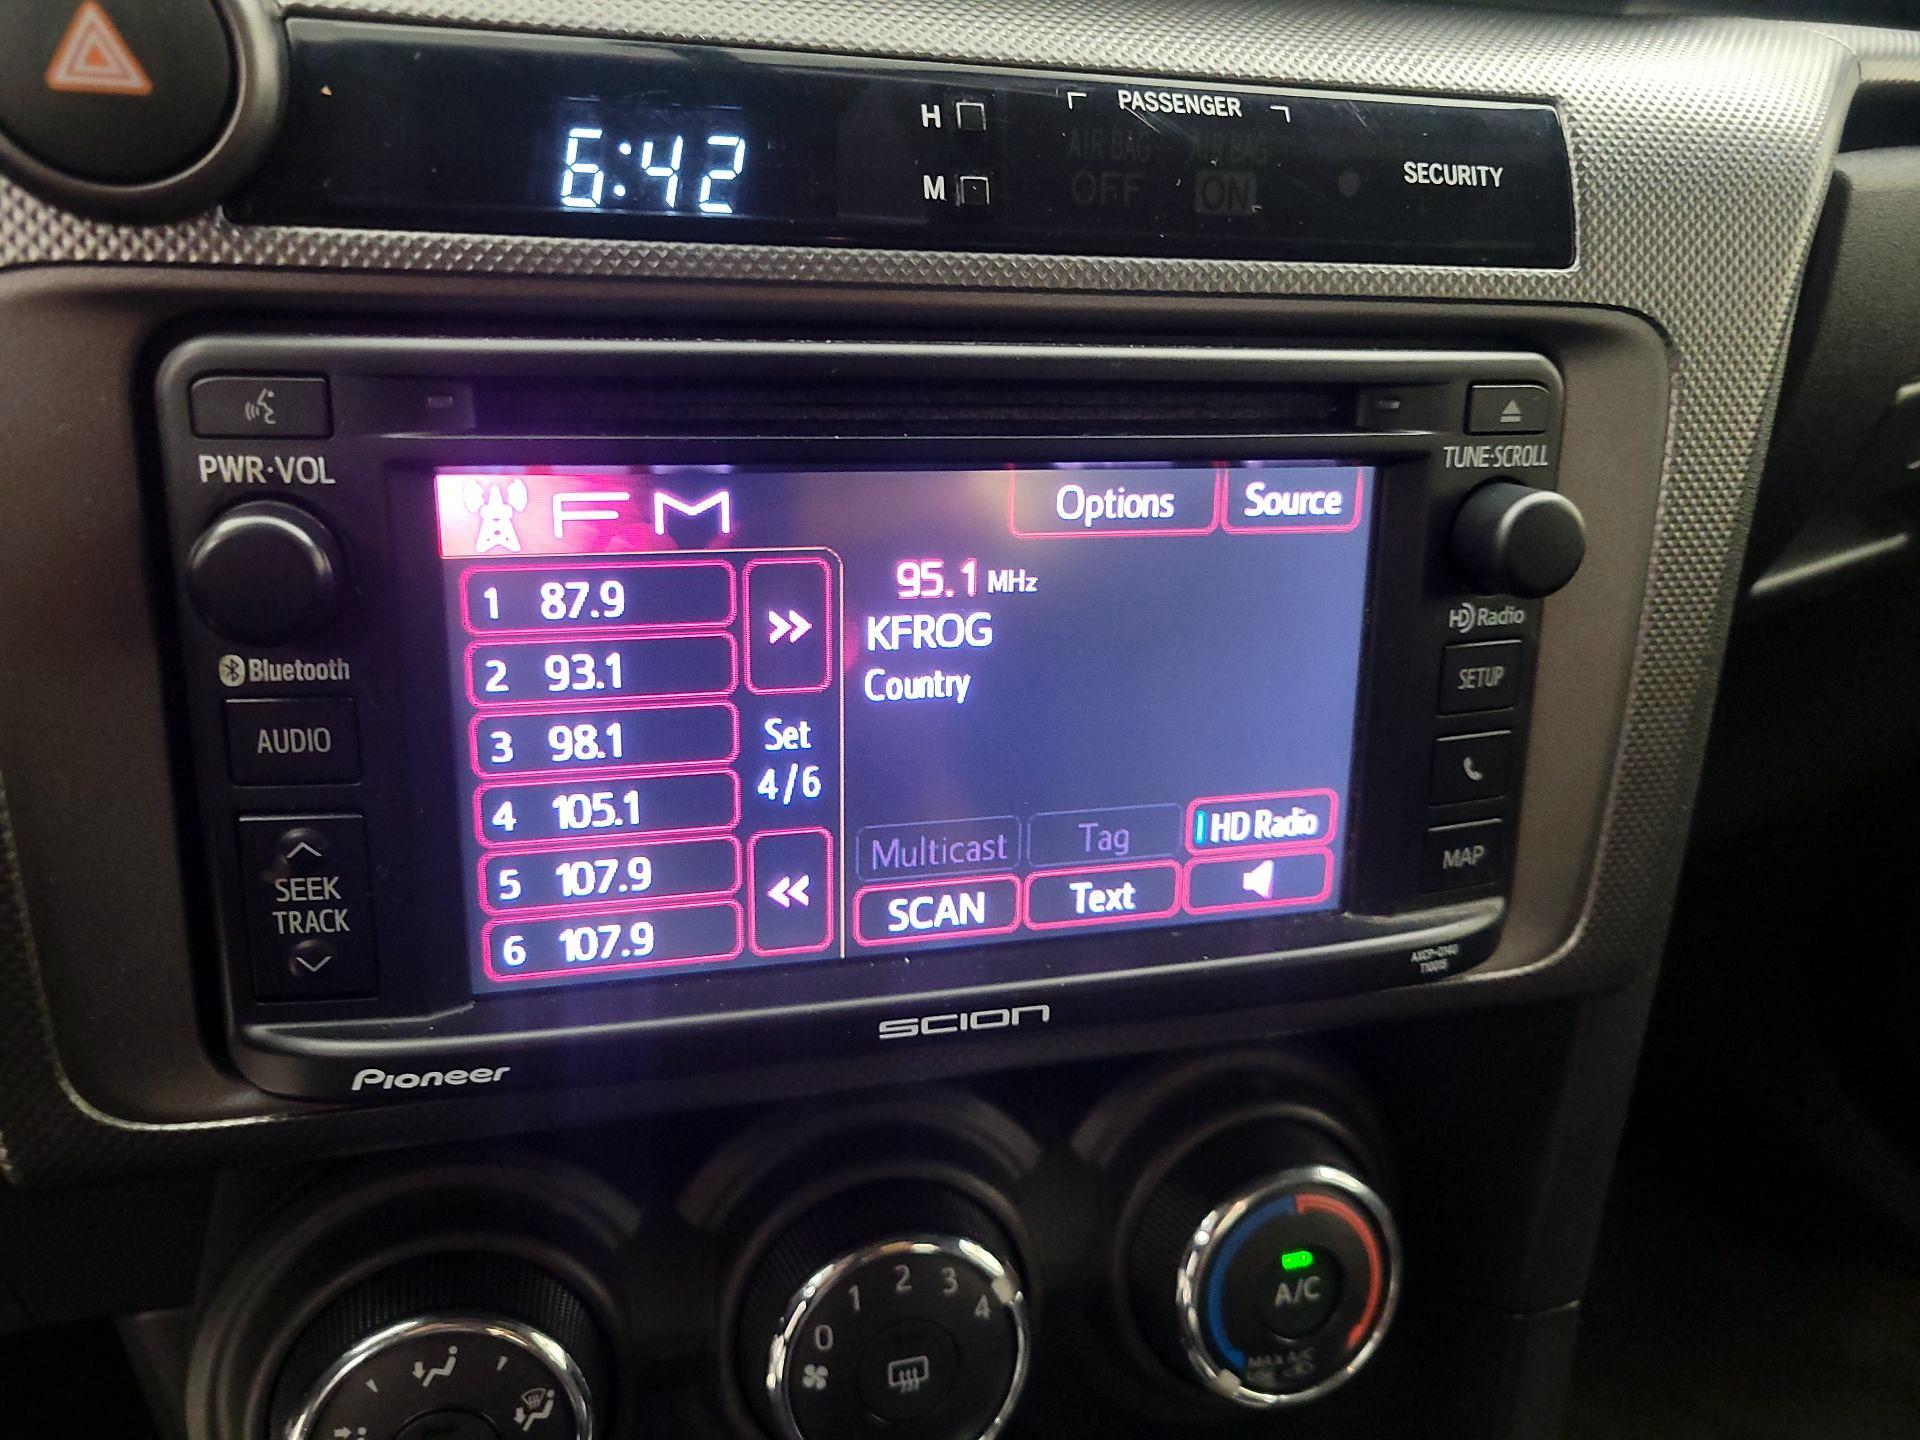 6:42
H
M
PASSENGER
AIR BAG AIR BAG
OFF ON
SECURITY
PWR·VOL
TUNE·SCROLL
FM
Options
Source
1 87.9
2 93.1
3 98.1
4 105.1
5 107.9
6 107.9
>>
Set
4/6
<<
95.1 MHz
KFROG
Country
Multicast
Tag
HD Radio
SCAN
Text
Bluetooth
AUDIO
SEEK
TRACK
HD Radio
SETUP
MAP
SCION
Pioneer
0 1 2 3 4
A/C
MAX A/C